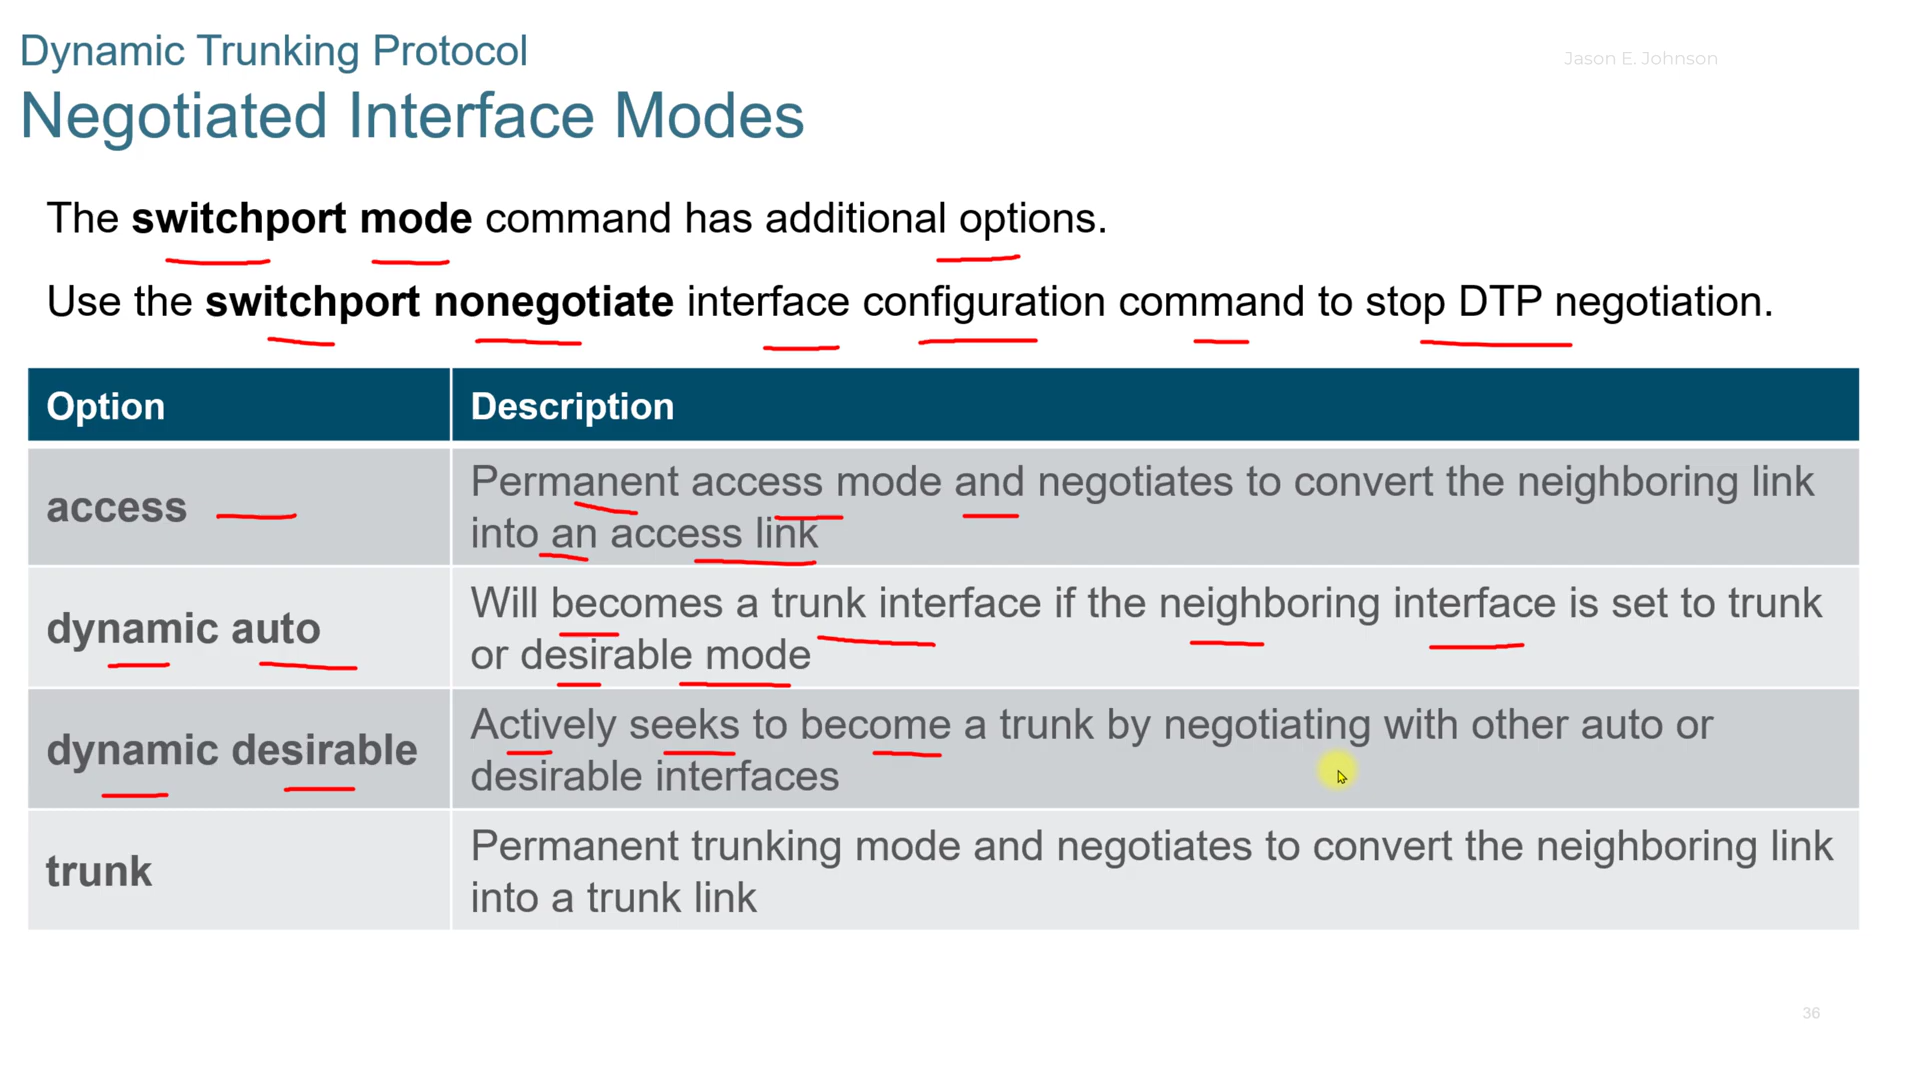 Dynamic Trunking Protocol
Jason E. Johnson
Negotiated Interface Modes
The switchport mode command has additional options.
Use the switchport nonegotiate interface configuration command to stop DTP negotiation.
Option
Description
access
Permanent access mode and negotiates to convert the neighboring link
into an access link
dynamic auto
Will becomes a trunk interface if the neighboring interface is set to trunk
or desirable mode
dynamic desirable
Actively seeks to become a trunk by negotiating with other auto or
desirable interfaces
trunk
Permanent trunking mode and negotiates to convert the neighboring link
into a trunk link
36